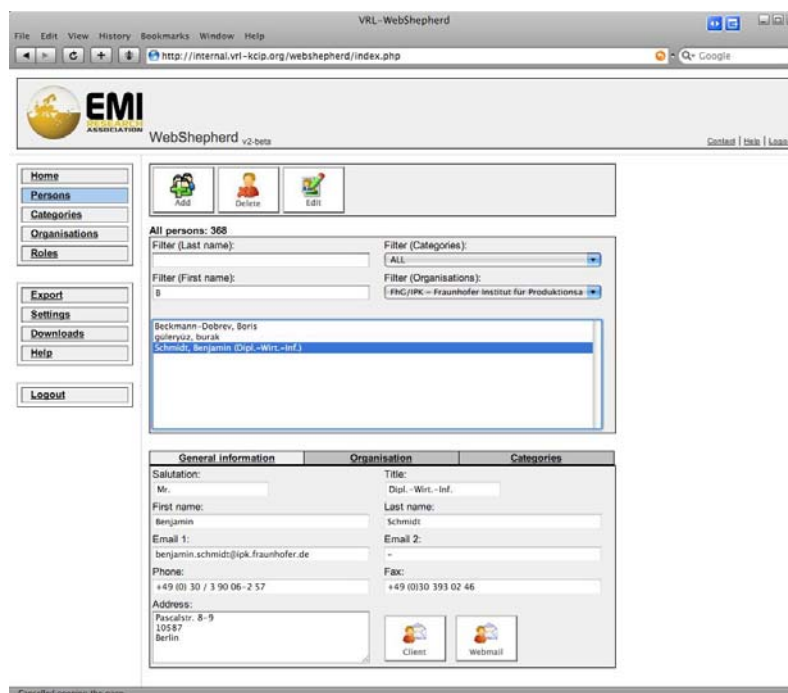 VRL-WebShepherd
File Edit View History Bookmarks Window Help
http://internal.vrl-kcip.org/webshepherd/index.php
Google
EMI
RESEARCH
ASSOCIATION
WebShepherd v2-beta
Contact | Help |
Home
Persons
Categories
Organisations
Roles
Export
Settings
Downloads
Help
Logout
Add
Delete
Edit
All persons: 368
Filter (Last name):
Filter (Categories):
ALL
Filter (First name):
Filter (Organisations):
B
FhG/IPK – Fraunhofer Institut für Produktionsa
Beckmann-Dobrev, Boris
güleryüz, burak
Schmidt, Benjamin (Dipl.-Wirt.-Inf.)
General information
Organisation
Categories
Salutation:
Title:
Mr.
Dipl.-Wirt.-Inf.
First name:
Last name:
Benjamin
Schmidt
Email 1:
Email 2:
benjamin.schmidt@ipk.fraunhofer.de
-
Phone:
Fax:
+49 (0) 30 / 3 90 06-2 57
+49 (0)30 393 02 46
Address:
Pascalstr. 8-9
10587
Berlin
Client
Webmail